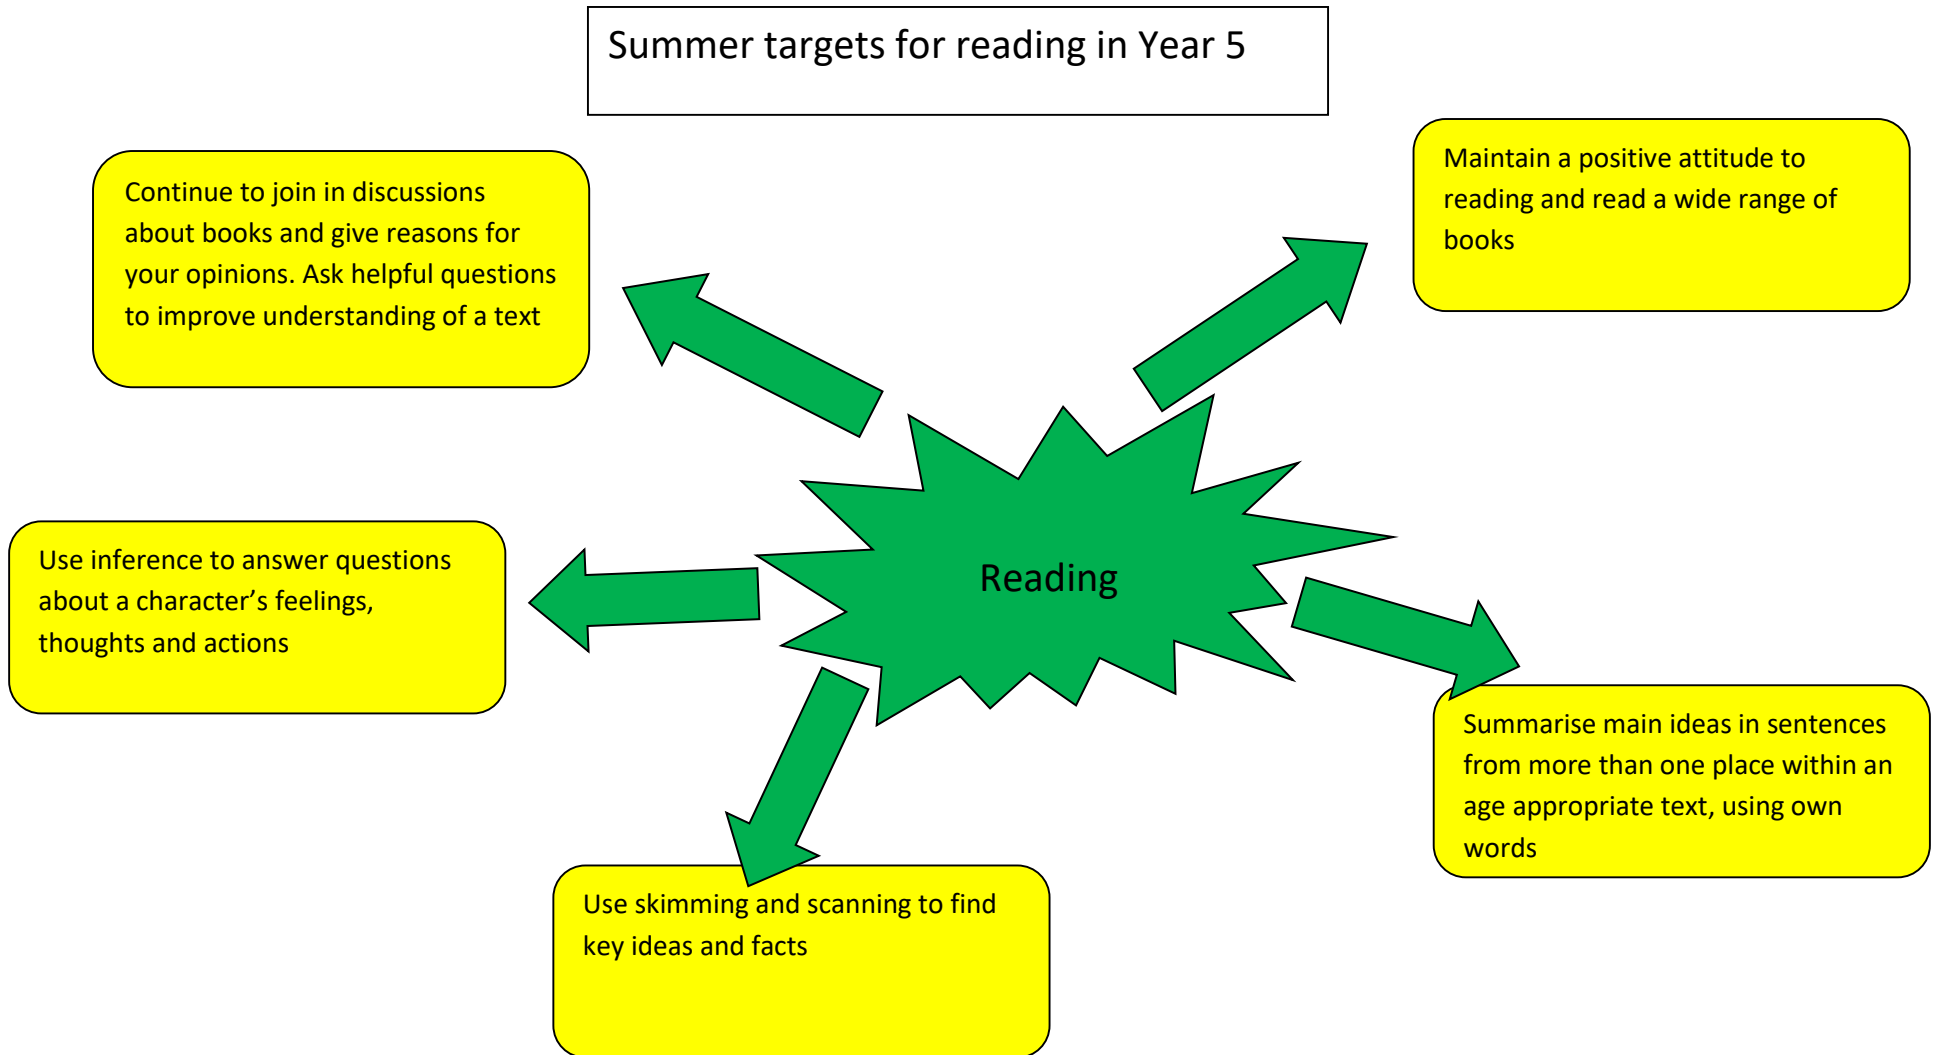 Summer targets for reading in Year 5
Continue to join in discussions
about books and give reasons for
your opinions. Ask helpful questions
to improve understanding of a text
Maintain a positive attitude to
reading and read a wide range of
books
Use inference to answer questions
about a character’s feelings,
thoughts and actions
Reading
Summarise main ideas in sentences
from more than one place within an
age appropriate text, using own
words
Use skimming and scanning to find
key ideas and facts